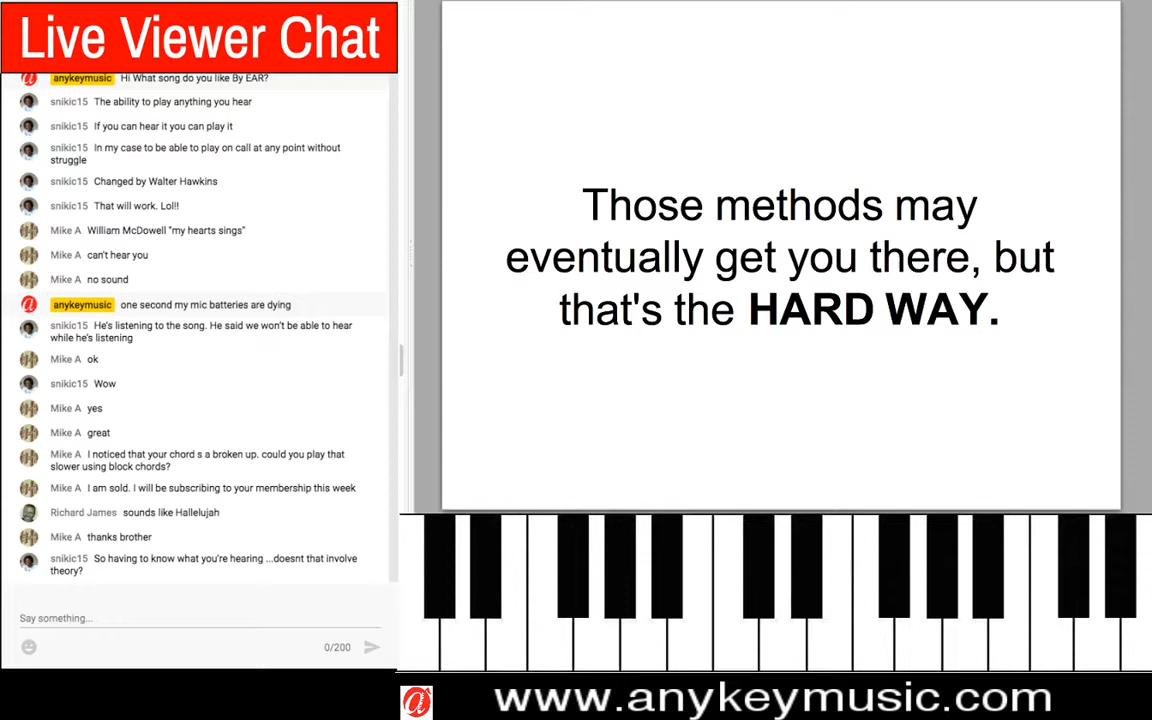 Live Viewer Chat
anykeymusic Hi What song do you like By EAR?
snikic15 The ability to play anything you hear
snikic15 If you can hear it you can play it
snikic15 In my case to be able to play on call at any point without
struggle
snikic15 Changed by Walter Hawkins
snikic15 That will work. Lol!!
Mike A William McDowell "my hearts sings"
Mike A can't hear you
Mike A no sound
anykeymusic one second my mic batteries are dying
snikic15 He's listening to the song. He said we won't be able to hear
while he's listening
Mike A ok
snikic15 Wow
Mike A yes
Mike A great
Mike A I noticed that your chord s a broken up. could you play that
slower using block chords?
Mike A I am sold. I will be subscribing to your membership this week
Richard James sounds like Hallelujah
Mike A thanks brother
snikic15 So having to know what you're hearing ...doesnt that involve
theory?
Say something...
0/200
Those methods may
eventually get you there, but
that's the HARD WAY.
www.anykeymusic.com